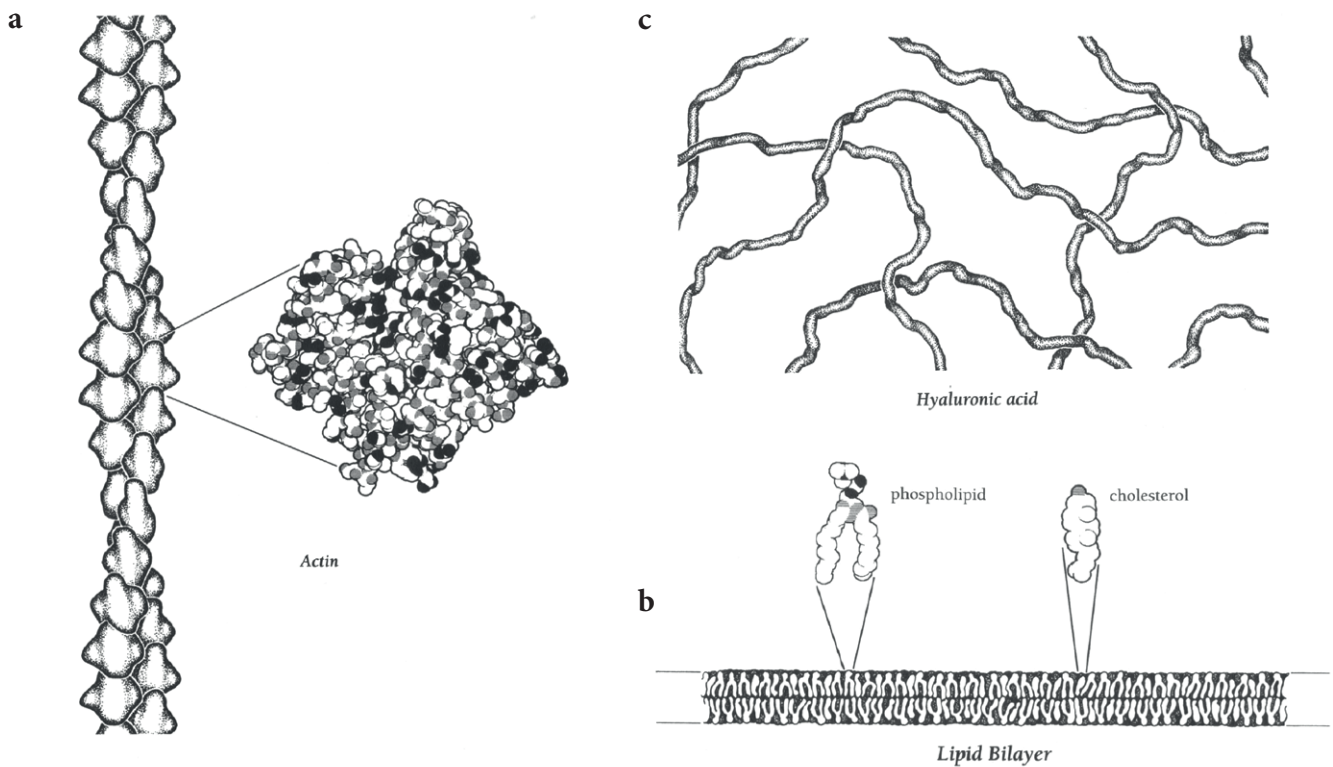 a
Actin
c
Hyaluronic acid
phospholipid
cholesterol
b
Lipid Bilayer